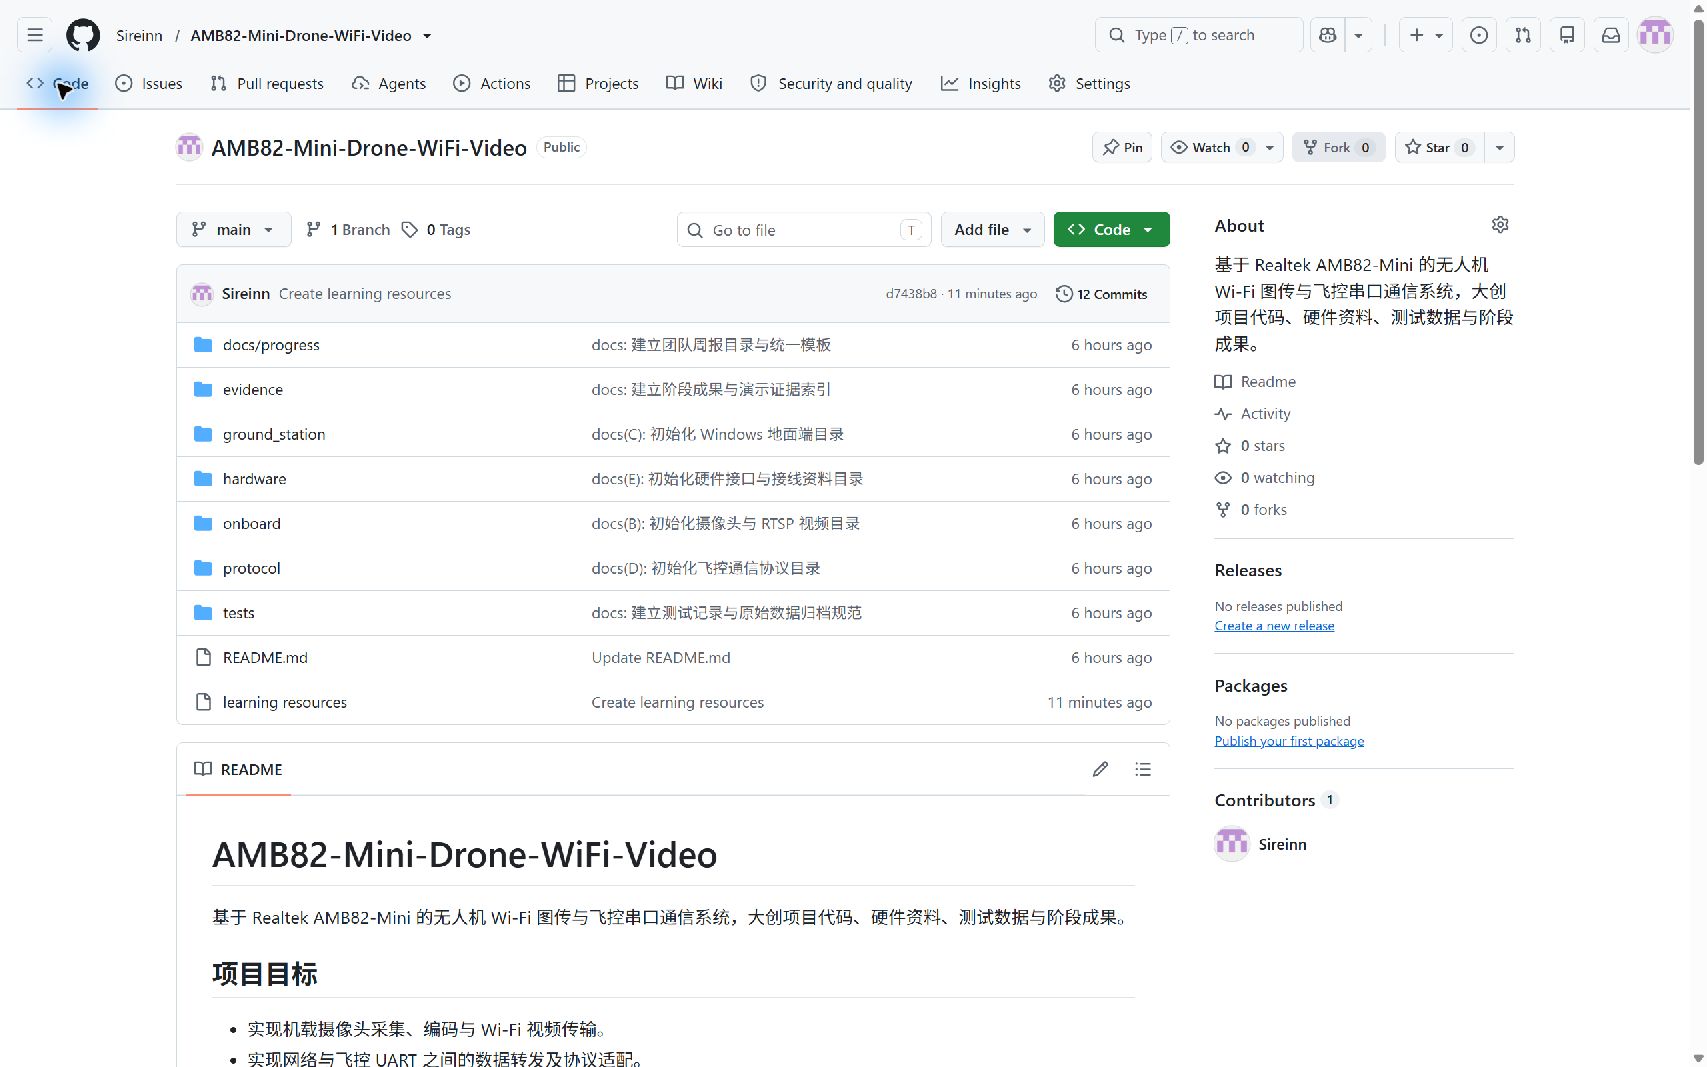 Sireinn / AMB82-Mini-Drone-WiFi-Video
Type / to search
Code Issues Pull requests Agents Actions Projects Wiki Security and quality Insights Settings
AMB82-Mini-Drone-WiFi-Video Public
Pin Watch 0 Fork 0 Star 0
main 1 Branch 0 Tags
Go to file T Add file Code
Sireinn Create learning resources d7438b8 · 11 minutes ago 12 Commits
docs/progress docs: 建立团队周报目录与统一模板 6 hours ago
evidence docs: 建立阶段成果与演示证据索引 6 hours ago
ground_station docs(C): 初始化 Windows 地面端目录 6 hours ago
hardware docs(E): 初始化硬件接口与接线资料目录 6 hours ago
onboard docs(B): 初始化摄像头与 RTSP 视频目录 6 hours ago
protocol docs(D): 初始化飞控通信协议目录 6 hours ago
tests docs: 建立测试记录与原始数据归档规范 6 hours ago
README.md Update README.md 6 hours ago
learning resources Create learning resources 11 minutes ago
README
AMB82-Mini-Drone-WiFi-Video
基于 Realtek AMB82-Mini 的无人机 Wi-Fi 图传与飞控串口通信系统，大创项目代码、硬件资料、测试数据与阶段成果。
项目目标
• 实现机载摄像头采集、编码与 Wi-Fi 视频传输。
• 实现网络与飞控 UART 之间的数据转发及协议适配。
About
基于 Realtek AMB82-Mini 的无人机
Wi-Fi 图传与飞控串口通信系统，大创
项目代码、硬件资料、测试数据与阶段
成果。
Readme
Activity
0 stars
0 watching
0 forks
Releases
No releases published
Create a new release
Packages
No packages published
Publish your first package
Contributors 1
Sireinn